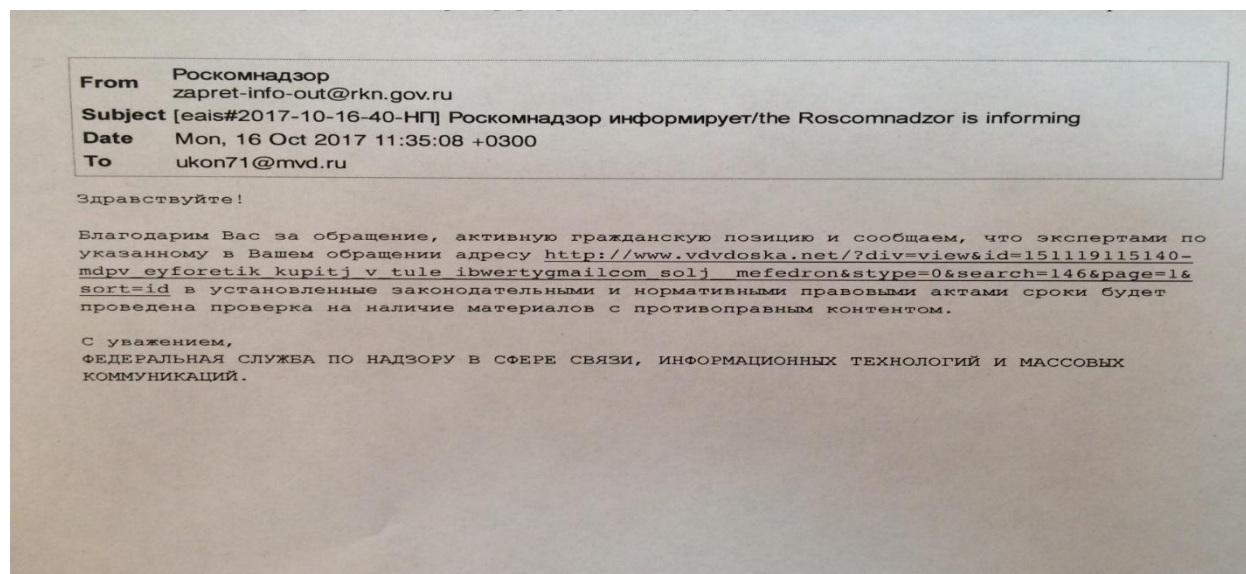 From Роскомнадзор
zapret-info-out@rkn.gov.ru
Subject [eais#2017-10-16-40-НП] Роскомнадзор информирует/the Roscomnadzor is informing
Date Mon, 16 Oct 2017 11:35:08 +0300
To ukon71@mvd.ru
Здравствуйте!
Благодарим Вас за обращение, активную гражданскую позицию и сообщаем, что экспертами по
указанному в Вашем обращении адресу http://www.vdvdoska.net/?div=view&id=151119115140-
mdpv_eyforetik_kupitj_v_tule_ibwertygmailcom_solj__mefedron&stype=0&search=146&page=1&
sort=id в установленные законодательными и нормативными правовыми актами сроки будет
проведена проверка на наличие материалов с противоправным контентом.
С уважением,
ФЕДЕРАЛЬНАЯ СЛУЖБА ПО НАДЗОРУ В СФЕРЕ СВЯЗИ, ИНФОРМАЦИОННЫХ ТЕХНОЛОГИЙ И МАССОВЫХ
КОММУНИКАЦИЙ.